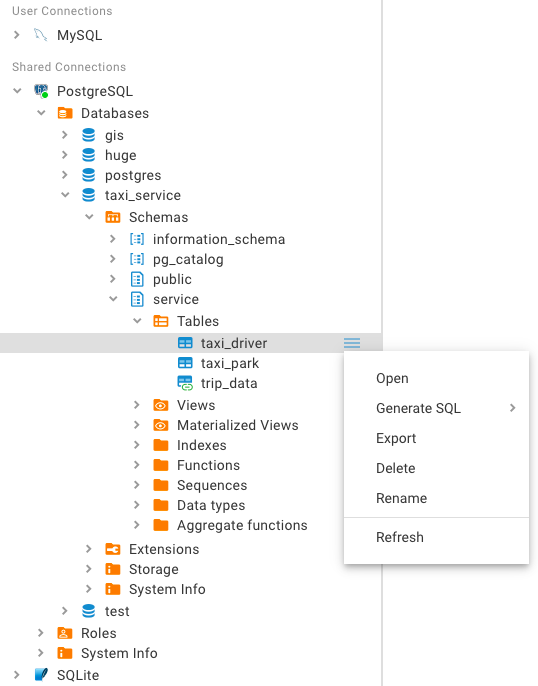 User Connections
MySQL
Shared Connections
PostgreSQL
Databases
gis
huge
postgres
taxi_service
Schemas
information_schema
pg_catalog
public
service
Tables
taxi_driver
taxi_park
trip_data
Views
Materialized Views
Indexes
Functions
Sequences
Data types
Aggregate functions
Extensions
Storage
System Info
test
Roles
System Info
SQLite
Open
Generate SQL
Export
Delete
Rename
Refresh